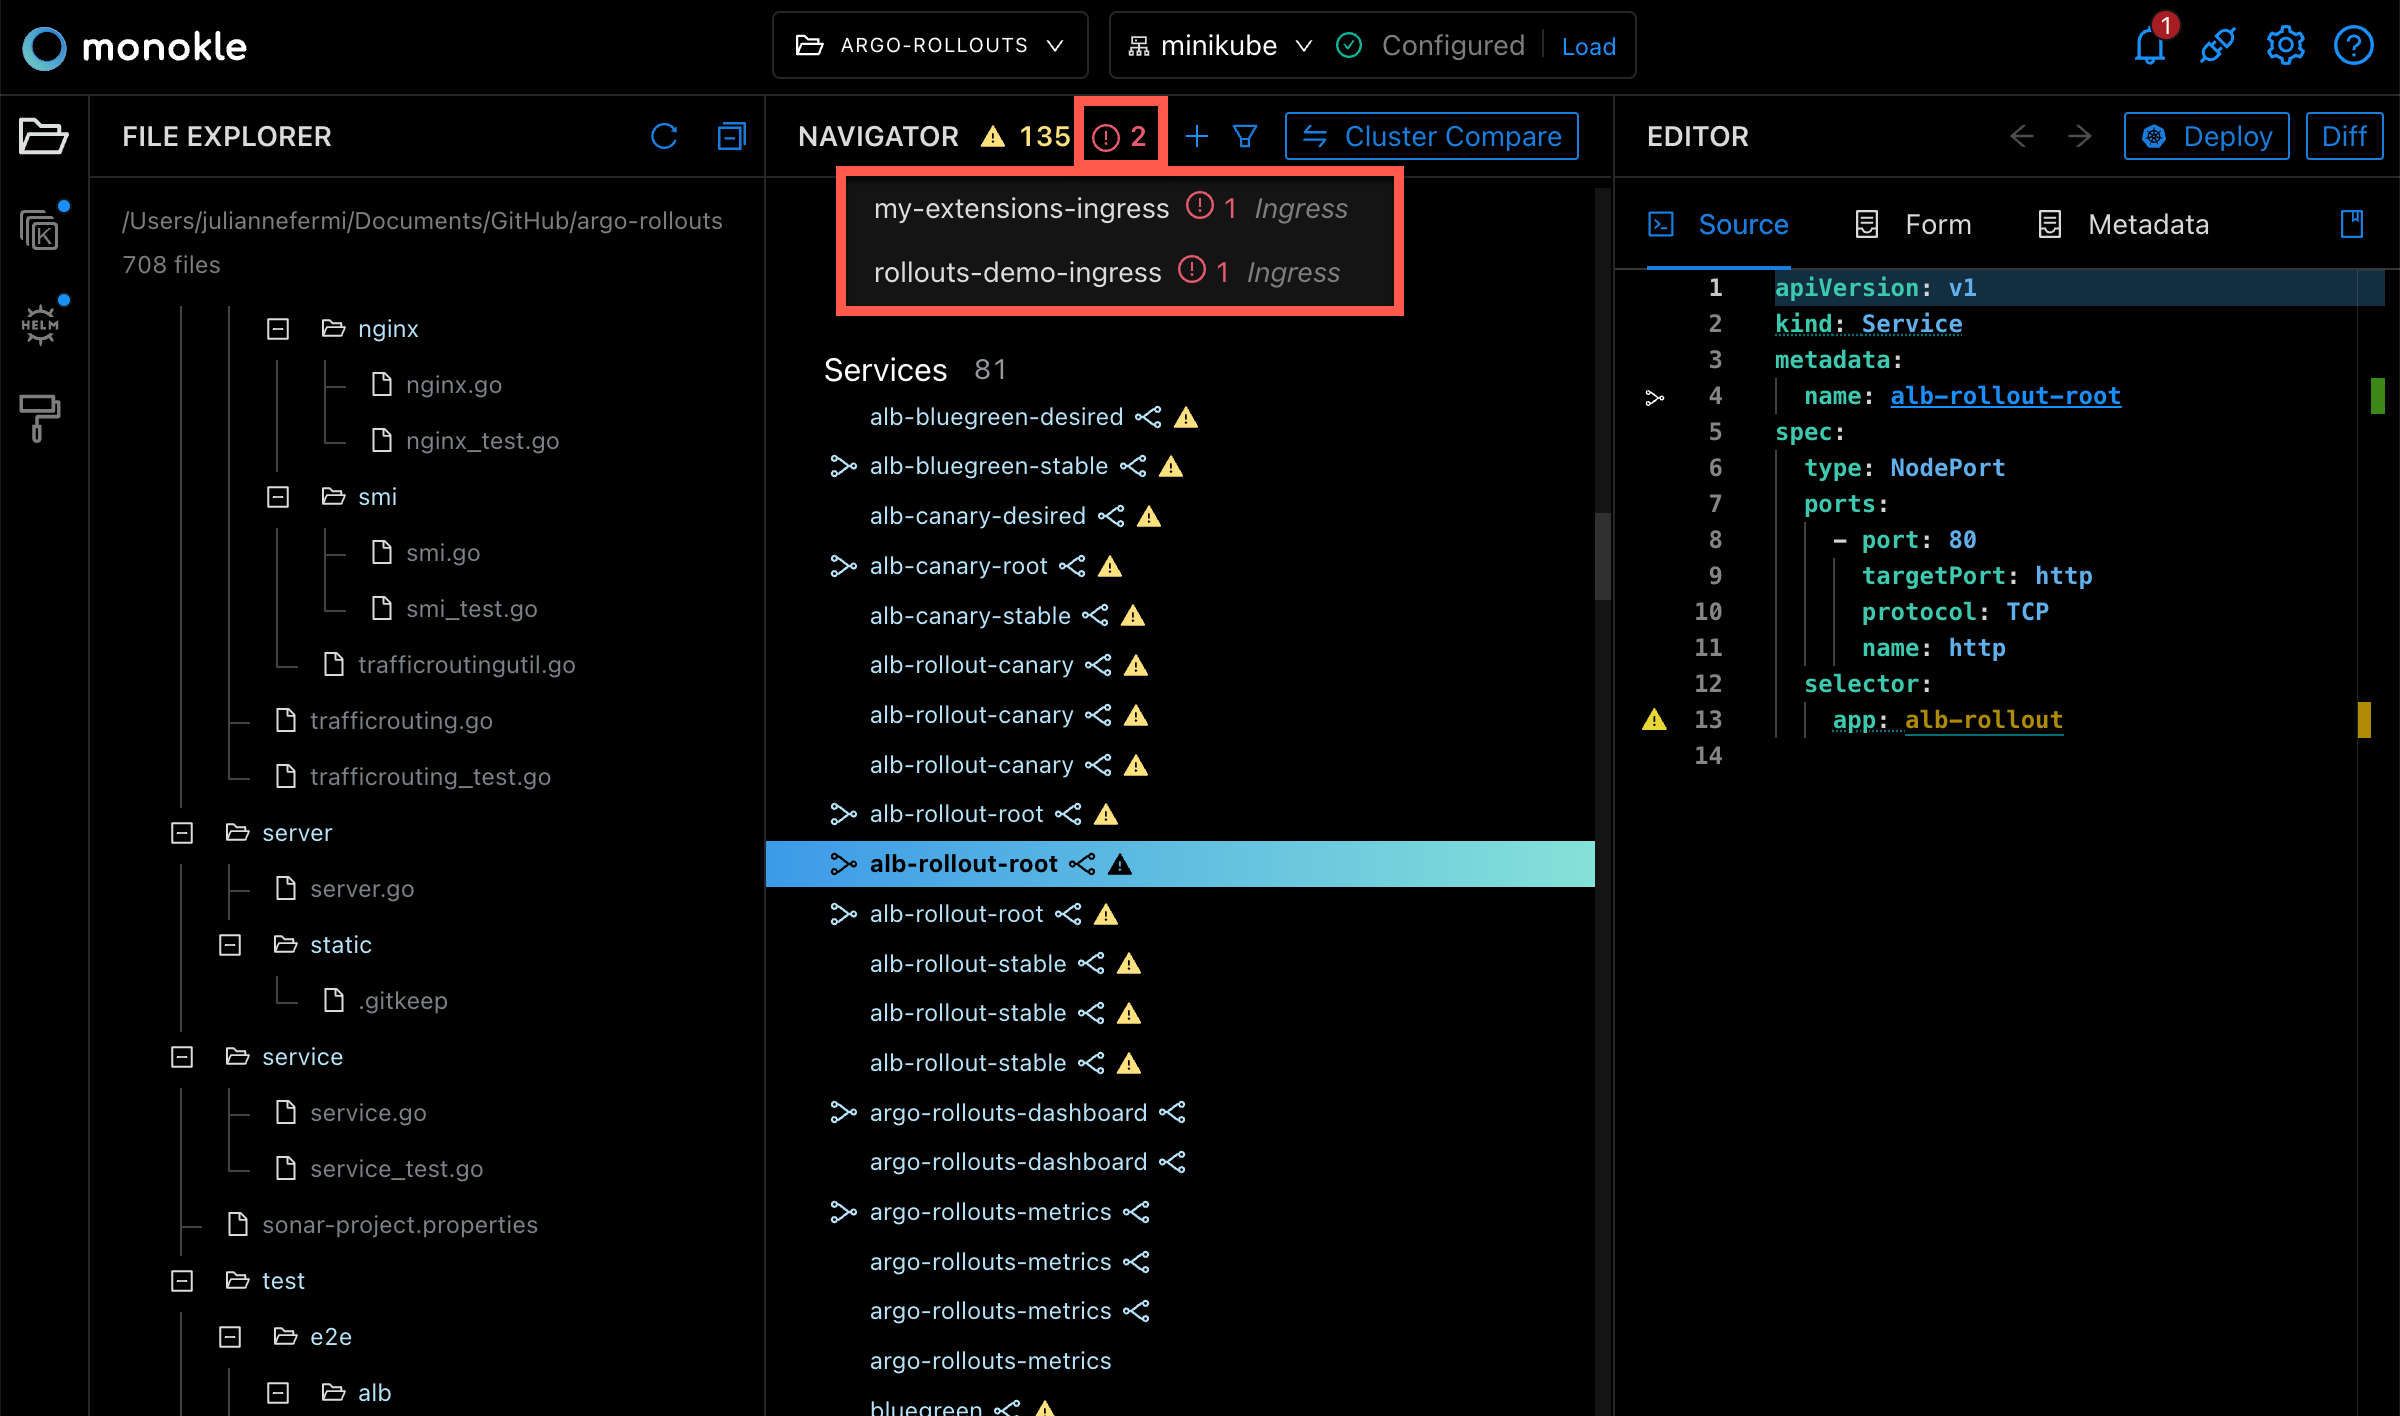 monokle
ARGO-ROLLOUTS
minikube
Configured
Load
1
FILE EXPLORER
/Users/juliannefermi/Documents/GitHub/argo-rollouts
708 files
nginx
nginx.go
nginx_test.go
smi
smi.go
smi_test.go
trafficroutingutil.go
trafficrouting.go
trafficrouting_test.go
server
server.go
static
.gitkeep
service
service.go
service_test.go
sonar-project.properties
test
e2e
alb
K
HELM
NAVIGATOR 135 2 Cluster Compare
my-extensions-ingress 1 Ingress
rollouts-demo-ingress 1 Ingress
Services 81
alb-bluegreen-desired
alb-bluegreen-stable
alb-canary-desired
alb-canary-root
alb-canary-stable
alb-rollout-canary
alb-rollout-canary
alb-rollout-canary
alb-rollout-root
alb-rollout-root
alb-rollout-root
alb-rollout-stable
alb-rollout-stable
alb-rollout-stable
argo-rollouts-dashboard
argo-rollouts-dashboard
argo-rollouts-metrics
argo-rollouts-metrics
argo-rollouts-metrics
argo-rollouts-metrics
bluegreen
EDITOR Deploy Diff
Source Form Metadata
1 apiVersion: v1
2 kind: Service
3 metadata:
4 name: alb-rollout-root
5 spec:
6 type: NodePort
7 ports:
8 - port: 80
9 targetPort: http
10 protocol: TCP
11 name: http
12 selector:
13 app: alb-rollout
14